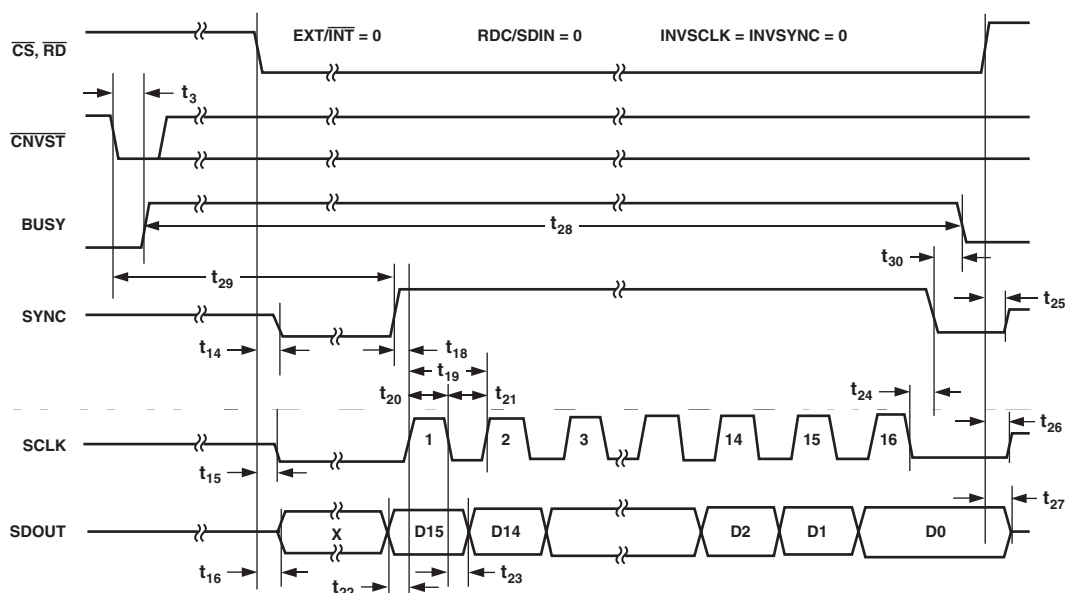 EXT/INT = 0 RDC/SDIN = 0 INVSCLK = INVSYNC = 0
CS, RD
t3
CNVST
BUSY
t28
t30
t29
t25
SYNC
t14
t18
t19
t20
t21
t24
t26
SCLK
1 2 3 14 15 16
t15
t27
SDOUT
X D15 D14 D2 D1 D0
t16
t22
t23